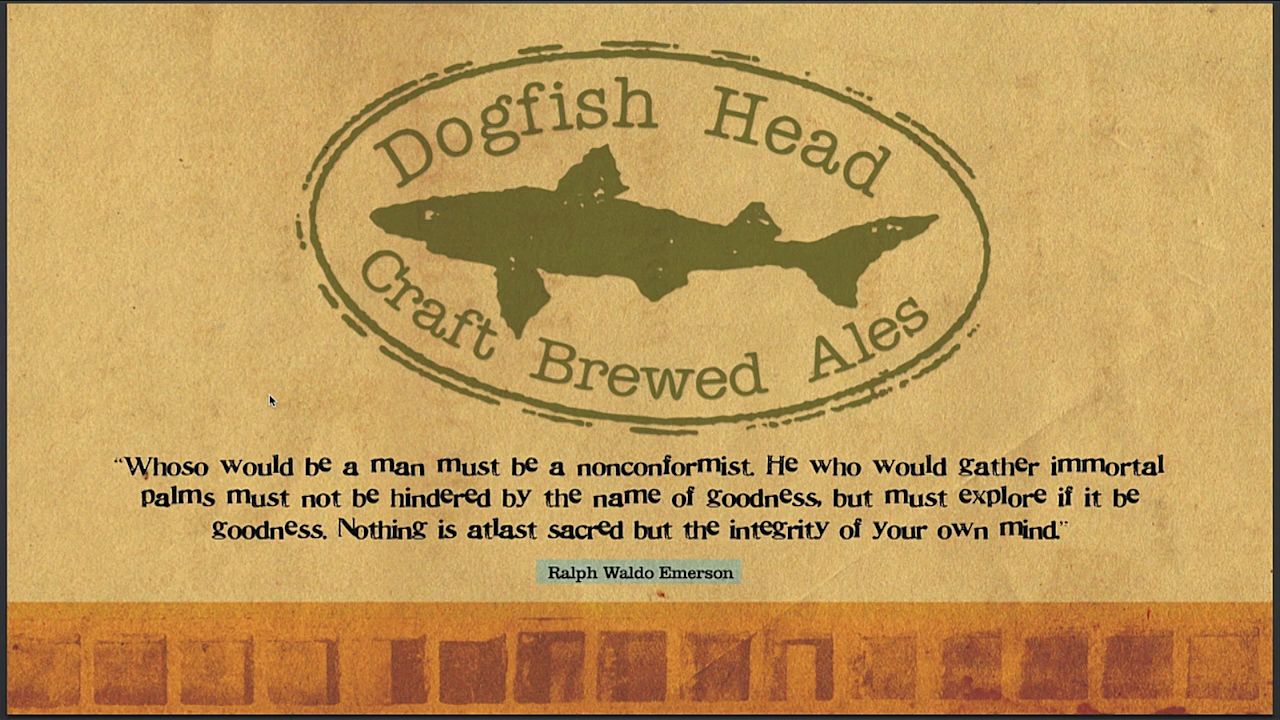 Dogfish Head
Craft Brewed Ales
“Whoso would be a man must be a nonconformist. He who would gather immortal
palms must not be hindered by the name of goodness, but must explore if it be
goodness. Nothing is atlast sacred but the integrity of your own mind.”
Ralph Waldo Emerson